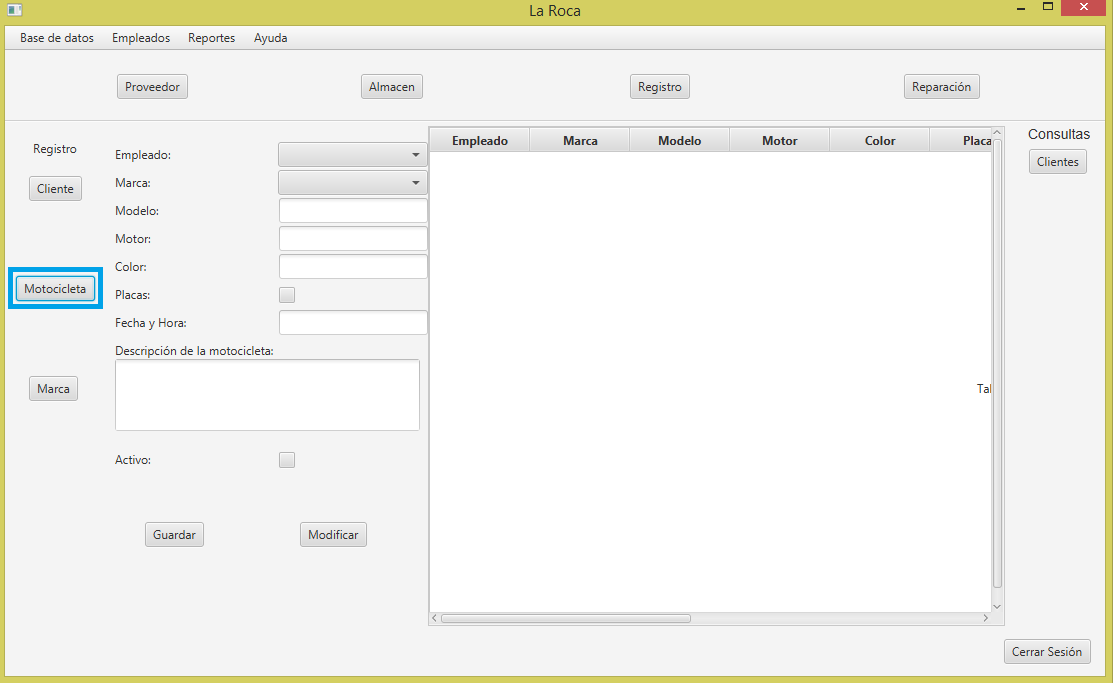 La Roca
Base de datos Empleados Reportes Ayuda
Proveedor Almacen Registro Reparación
Registro
Cliente
Motocicleta
Marca
Empleado:
Marca:
Modelo:
Motor:
Color:
Placas:
Fecha y Hora:
Descripción de la motocicleta:
Activo:
Guardar Modificar
Empleado Marca Modelo Motor Color Placa
Tal
Consultas
Clientes
Cerrar Sesión